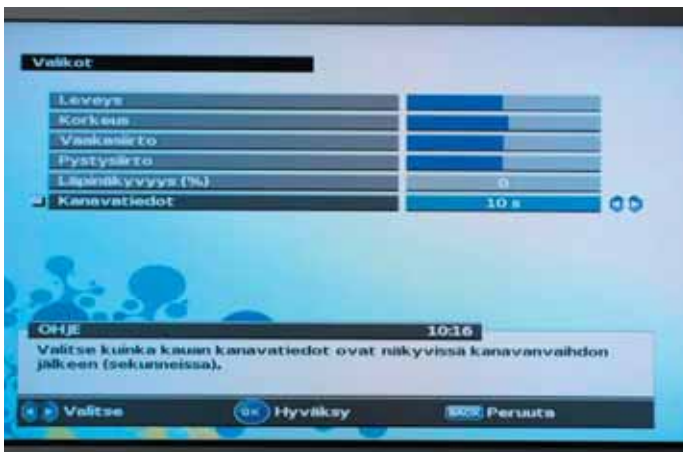 Valikot
Leveys
Korkeus
Vaakasiirto
Pystysiirto
Läpinäkyvyys (%) 0
Kanavatiedot 10 s
OHJE 10:16
Valitse kuinka kauan kanavatiedot ovat näkyvissä kanavanvaihdon
jälkeen (sekunneissa).
Valitse OK Hyväksy BACK Peruuta